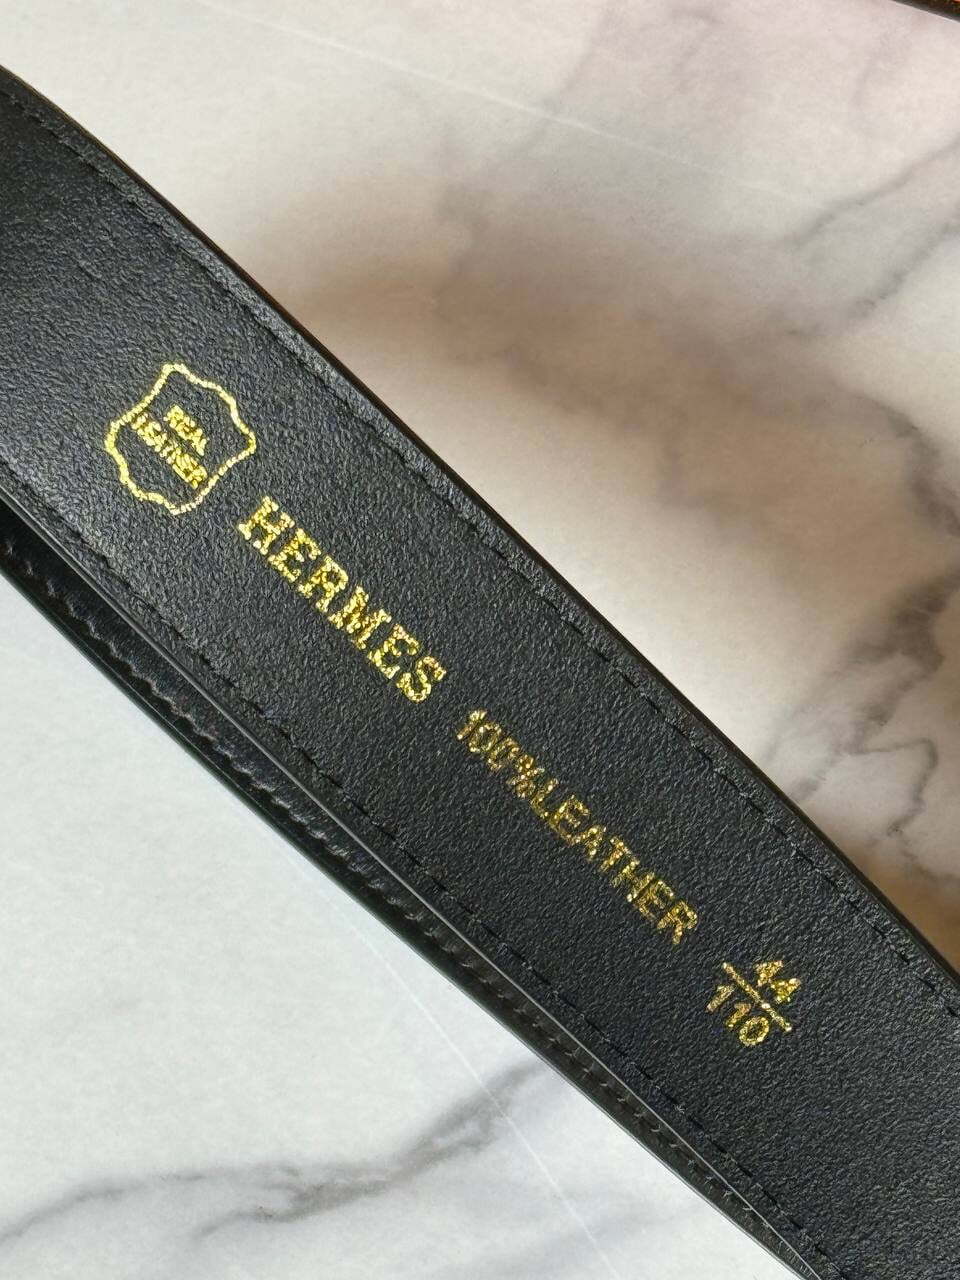 REAL
LEATHER
HERMES
100%LEATHER
44
110